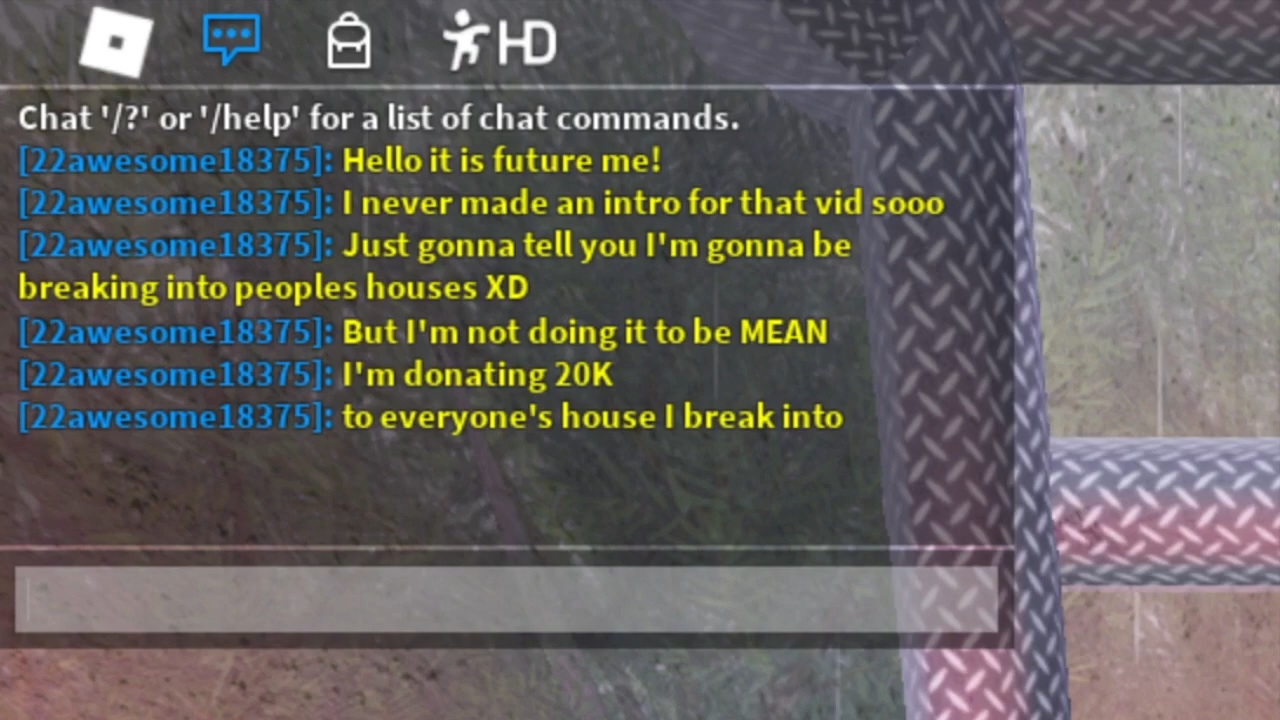 HD
Chat '/?' or '/help' for a list of chat commands.
[22awesome18375]: Hello it is future me!
[22awesome18375]: I never made an intro for that vid sooo
[22awesome18375]: Just gonna tell you I'm gonna be
breaking into peoples houses XD
[22awesome18375]: But I'm not doing it to be MEAN
[22awesome18375]: I'm donating 20K
[22awesome18375]: to everyone's house I break into